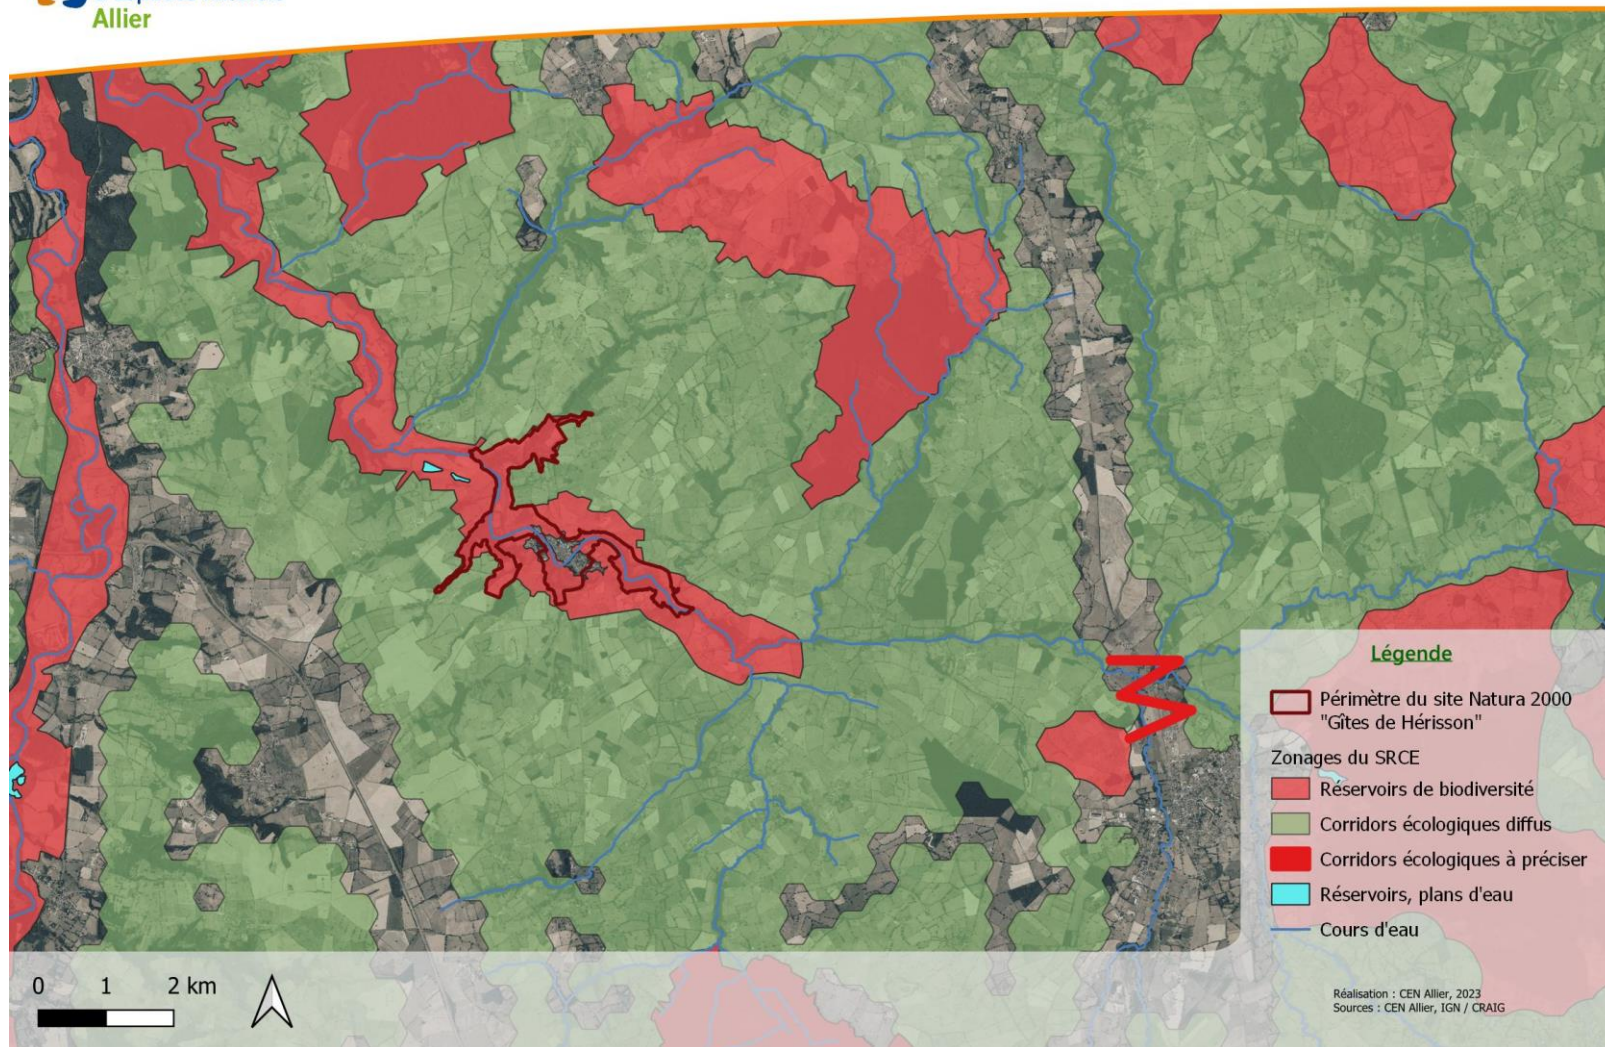 Allier
Légende
Périmètre du site Natura 2000
"Gîtes de Hérisson"
Zonages du SRCE
Réservoirs de biodiversité
Corridors écologiques diffus
Corridors écologiques à préciser
Réservoirs, plans d'eau
Cours d'eau
0 1 2 km
Réalisation : CEN Allier, 2023
Sources : CEN Allier, IGN / CRAIG